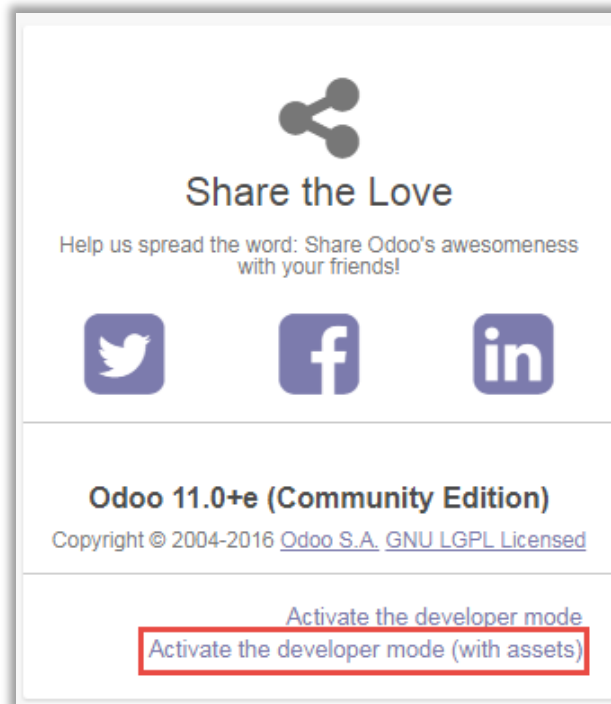 Share the Love
Help us spread the word: Share Odoo's awesomeness
with your friends!
in
Odoo 11.0+e (Community Edition)
Copyright © 2004-2016 Odoo S.A. GNU LGPL Licensed
Activate the developer mode
Activate the developer mode (with assets)